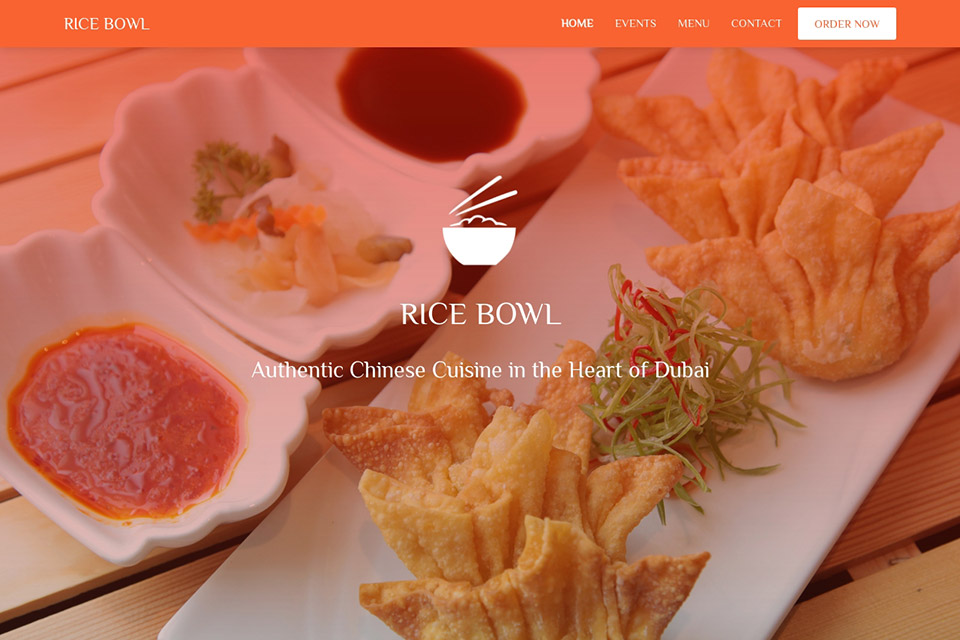 RICE BOWL
HOME EVENTS MENU CONTACT ORDER NOW
RICE BOWL
Authentic Chinese Cuisine in the Heart of Dubai